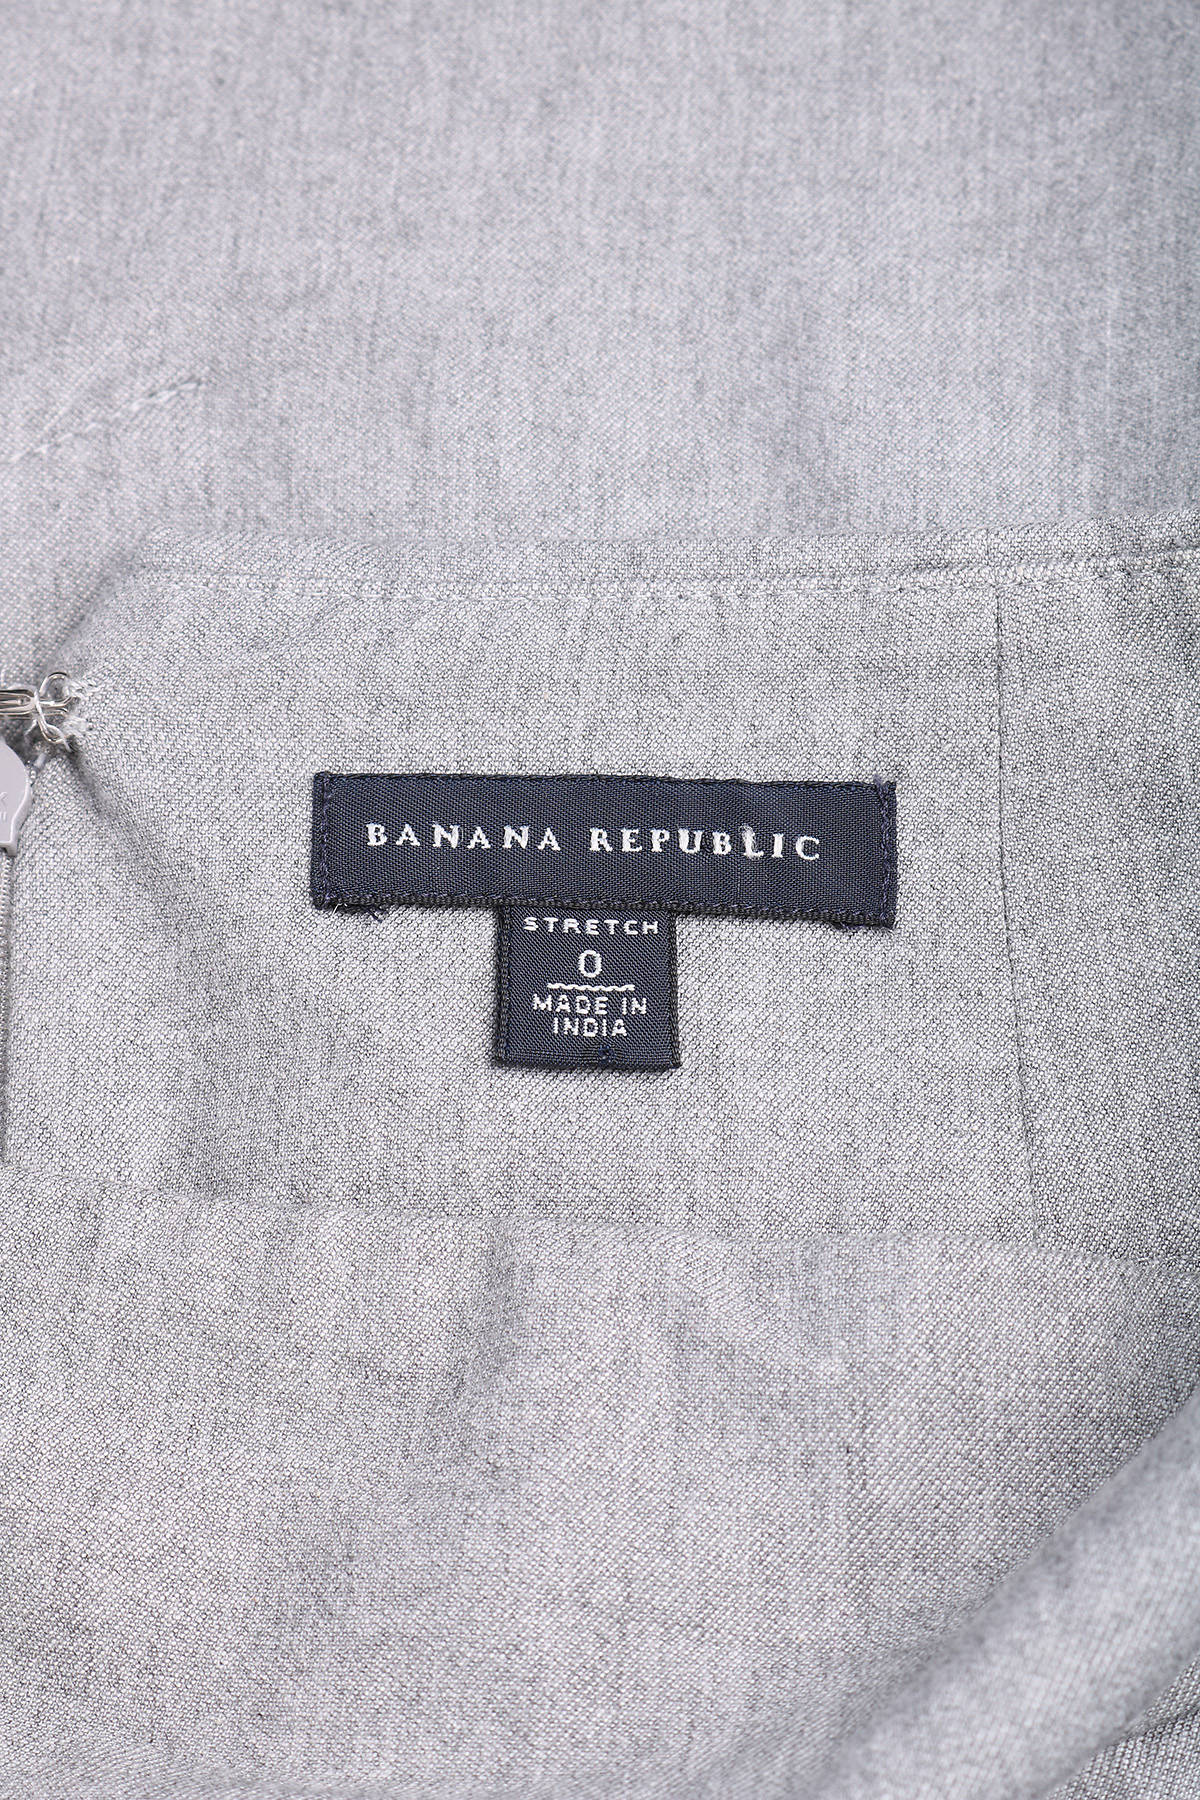 BANANA REPUBLIC
STRETCH
0
MADE IN
INDIA